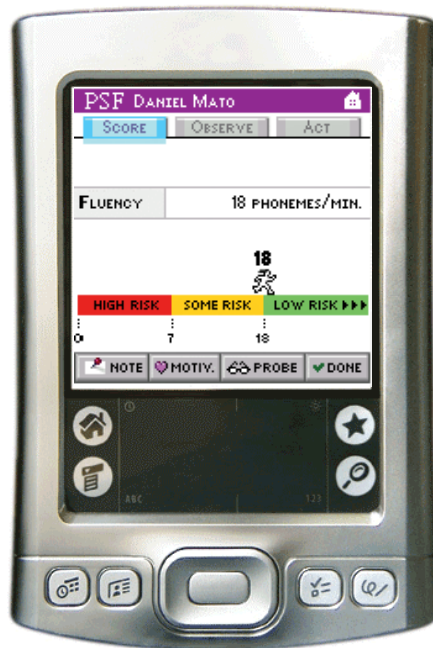 PSF DANIEL MATO
SCORE OBSERVE ACT
FLUENCY 18 PHONEMES/MIN.
18
HIGH RISK SOME RISK LOW RISK
0 7 18
NOTE MOTIV. PROBE DONE
ABC 123